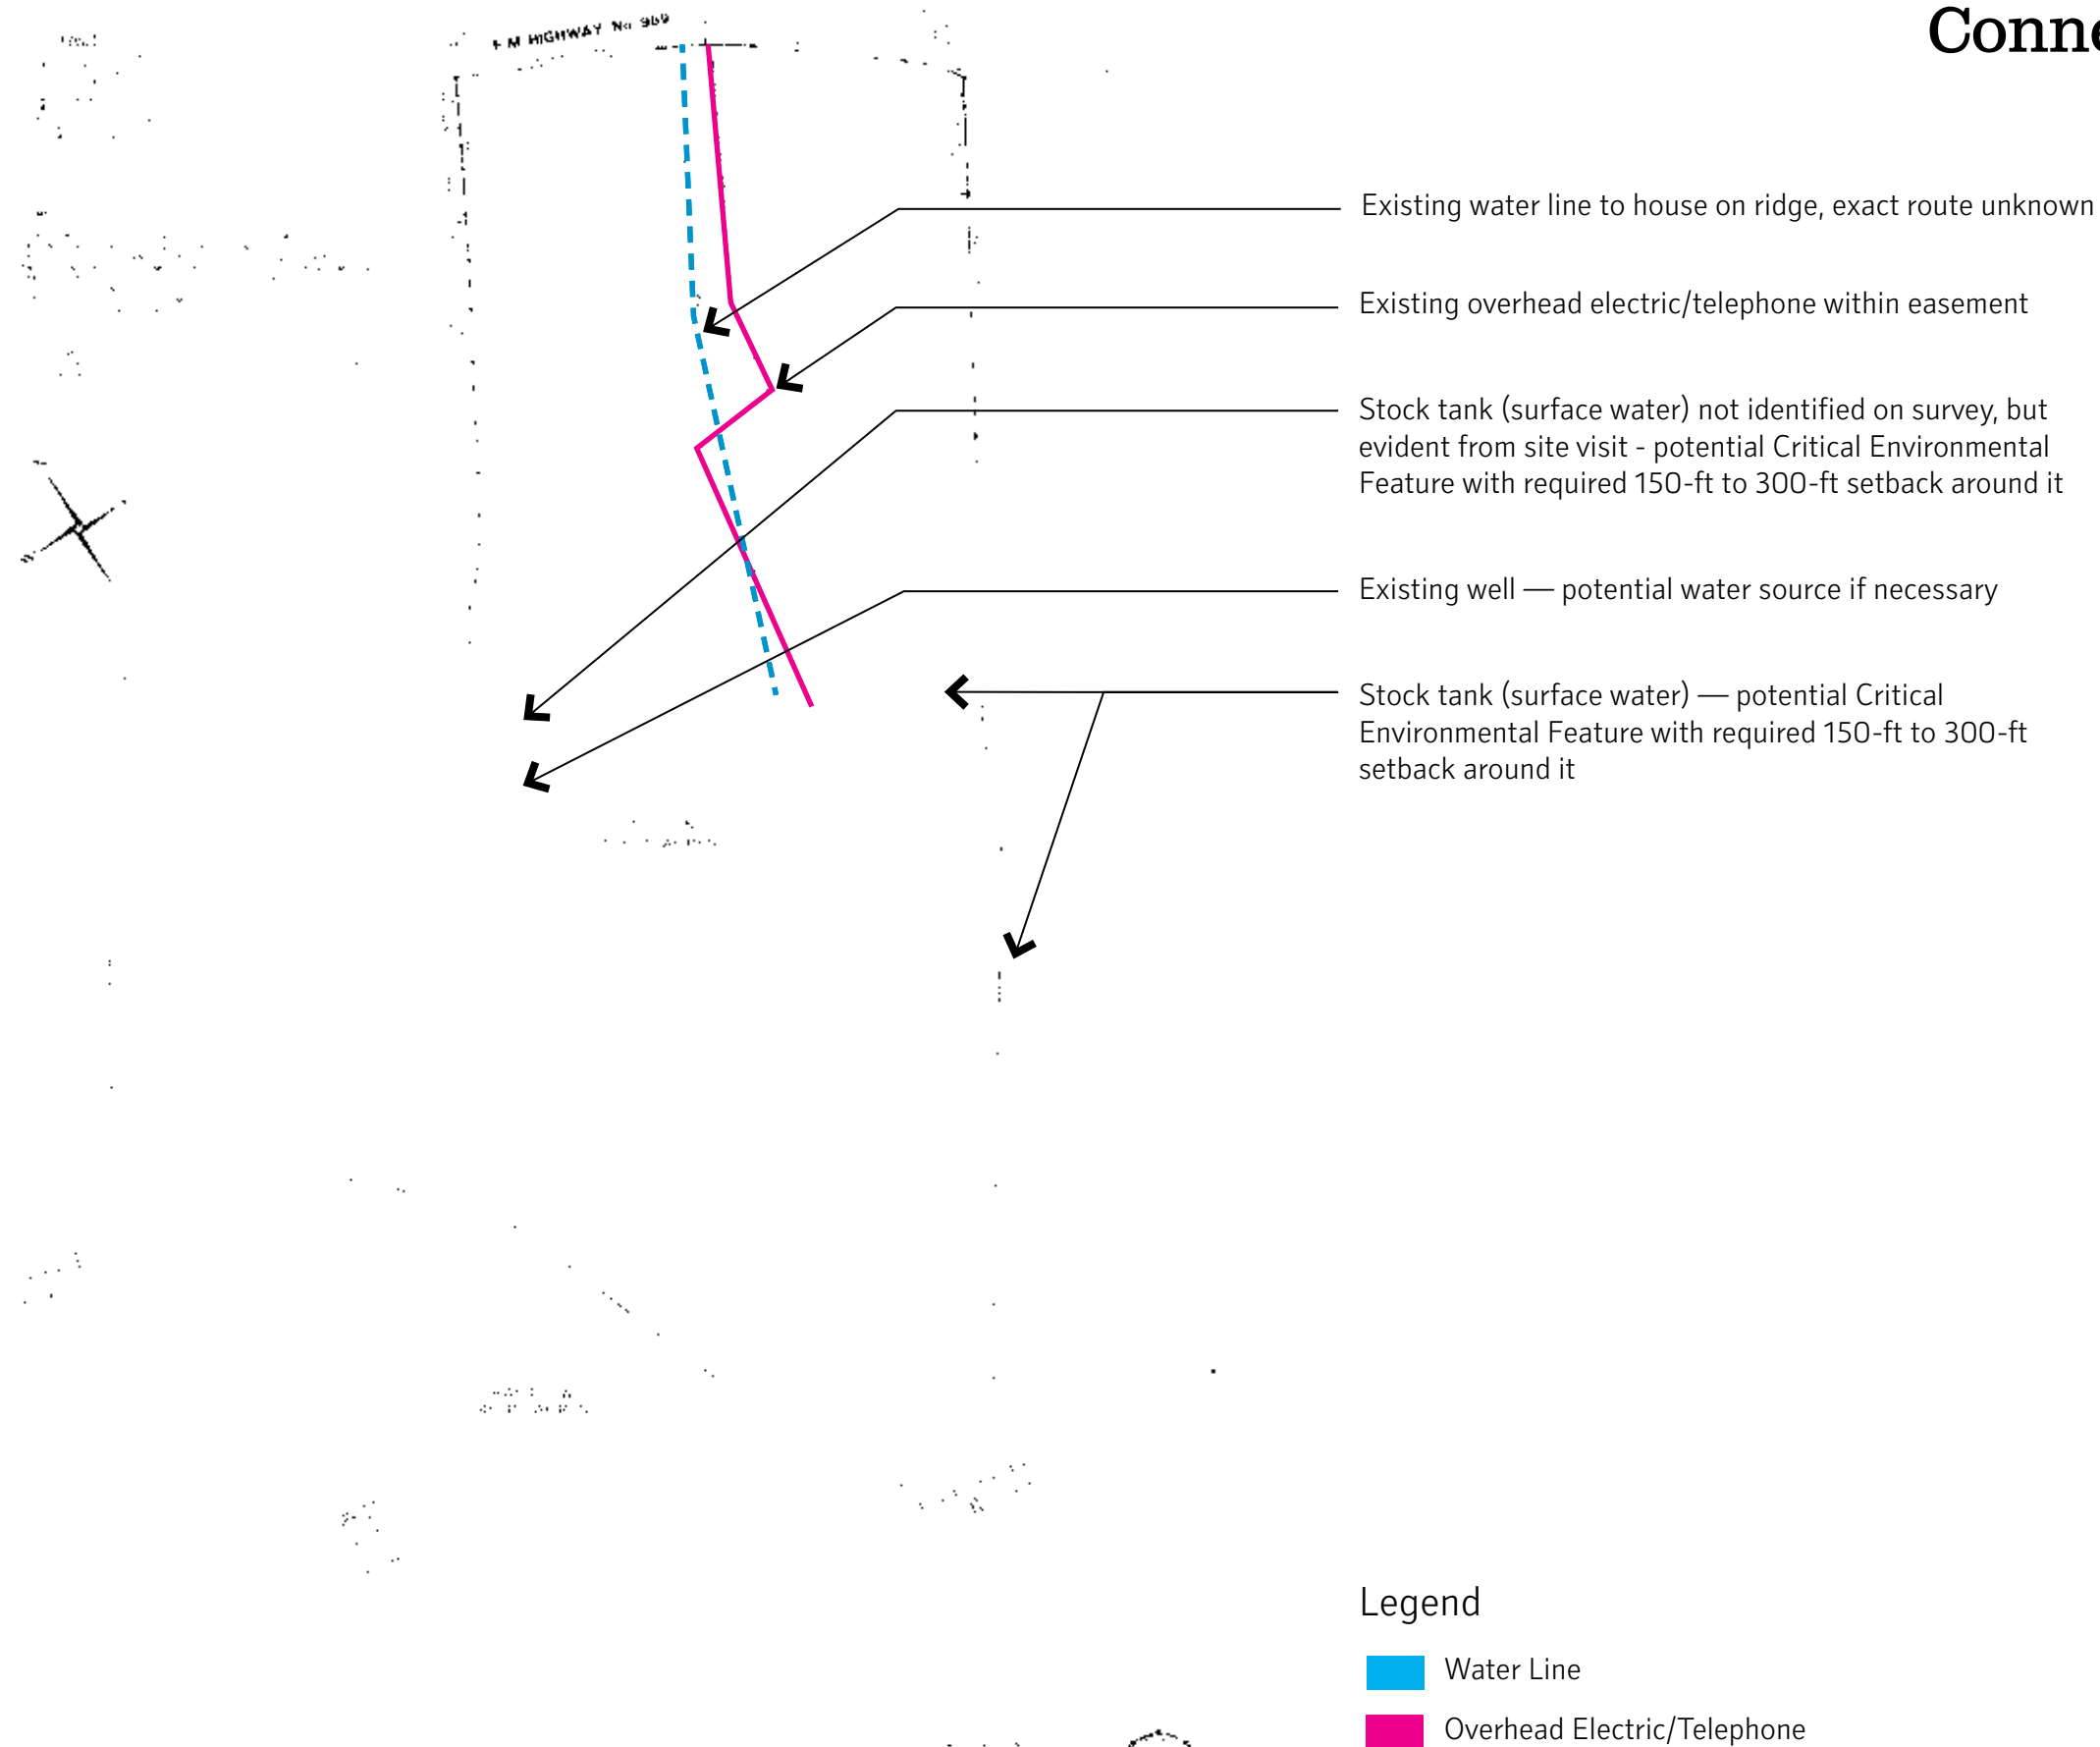 Conne
HIGHWAY No 969
Existing water line to house on ridge, exact route unknown
Existing overhead electric/telephone within easement
Stock tank (surface water) not identified on survey, but
evident from site visit - potential Critical Environmental
Feature with required 150-ft to 300-ft setback around it
Existing well — potential water source if necessary
Stock tank (surface water) — potential Critical
Environmental Feature with required 150-ft to 300-ft
setback around it
Legend
Water Line
Overhead Electric/Telephone